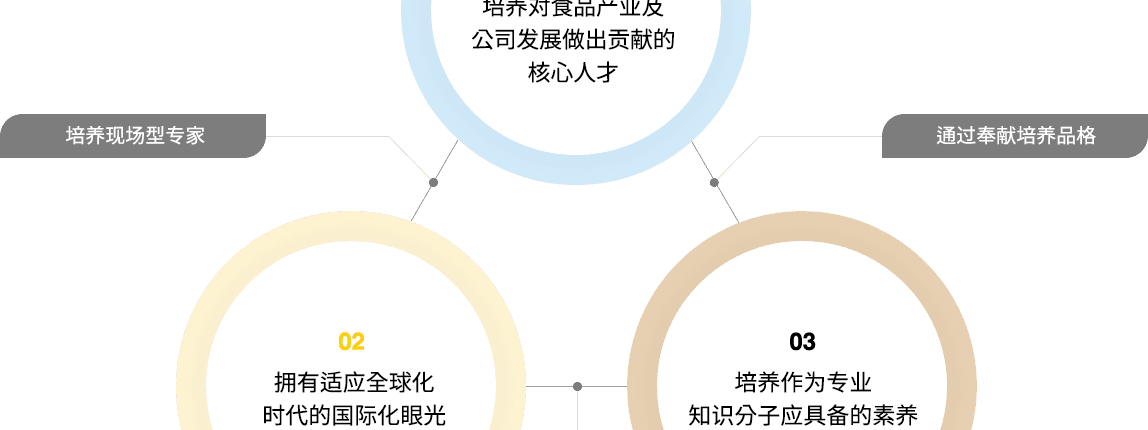 培养对食品产业及
公司发展做出贡献的
核心人才
培养现场型专家
通过奉献培养品格
02
拥有适应全球化
时代的国际化眼光
03
培养作为专业
知识分子应具备的素养